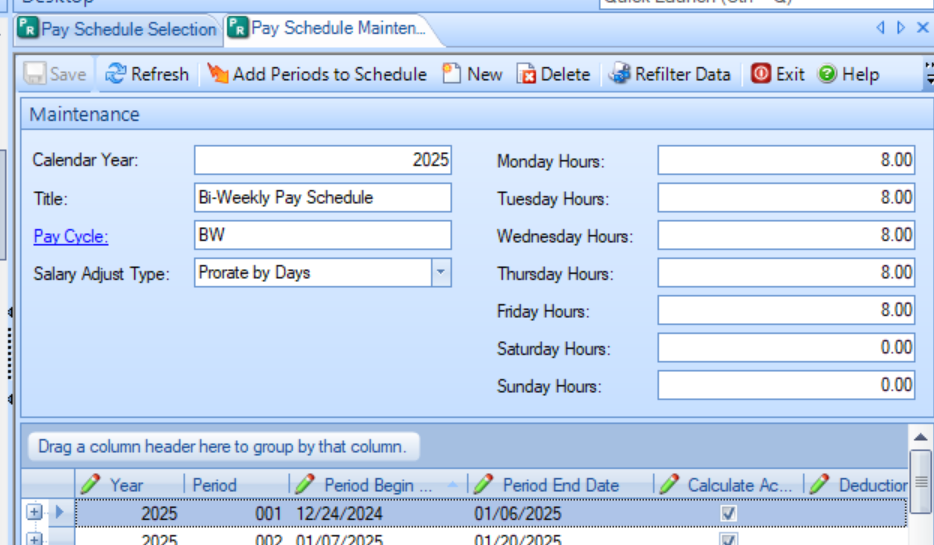 Desktop
Quick Launch (Ctrl + Q)
Pay Schedule Selection
Pay Schedule Mainten...
Save Refresh Add Periods to Schedule New Delete Refilter Data Exit Help
Maintenance
Calendar Year: 2025
Title: Bi-Weekly Pay Schedule
Pay Cycle: BW
Salary Adjust Type: Prorate by Days
Monday Hours: 8.00
Tuesday Hours: 8.00
Wednesday Hours: 8.00
Thursday Hours: 8.00
Friday Hours: 8.00
Saturday Hours: 0.00
Sunday Hours: 0.00
Drag a column header here to group by that column.
Year Period Period Begin ... Period End Date Calculate Ac... Deduction
2025 001 12/24/2024 01/06/2025
2025 002 01/07/2025 01/20/2025